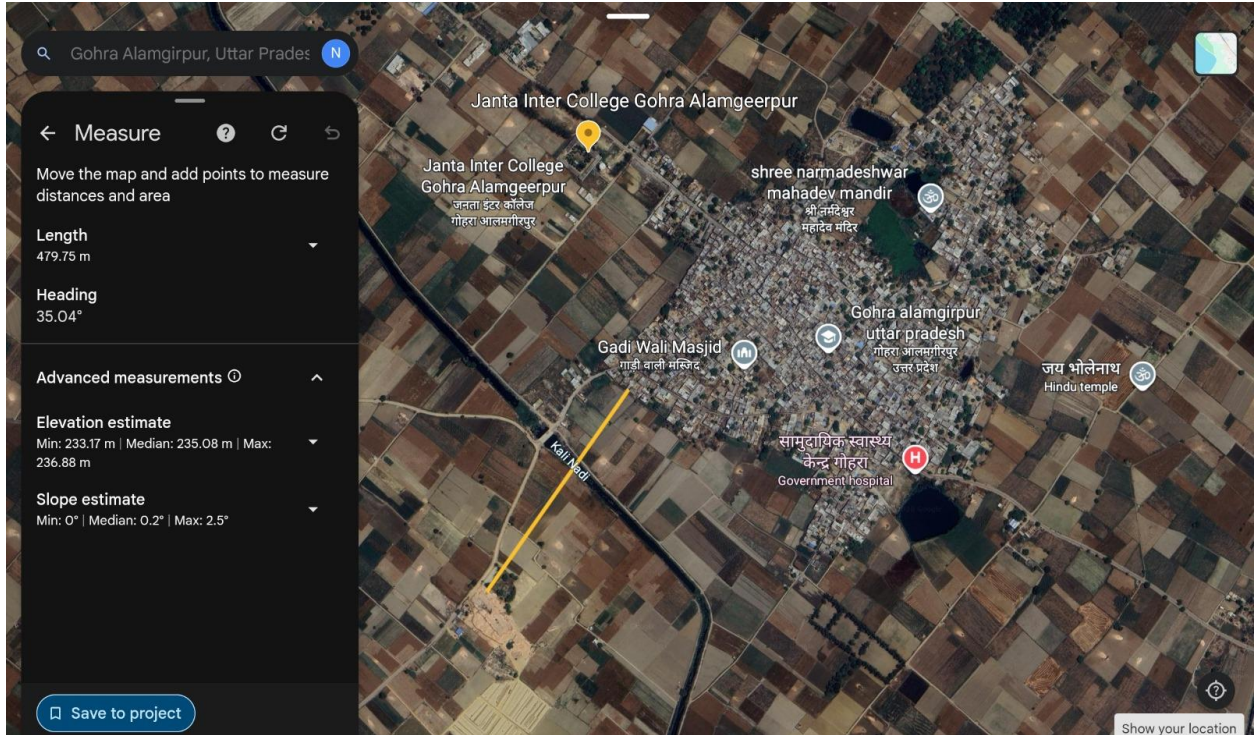 Gohra Alamgirpur, Uttar Prades
N
Measure
Move the map and add points to measure
distances and area
Length
479.75 m
Heading
35.04°
Advanced measurements
Elevation estimate
Min: 233.17 m | Median: 235.08 m | Max:
236.88 m
Slope estimate
Min: 0° | Median: 0.2° | Max: 2.5°
Save to project
Janta Inter College Gohra Alamgeerpur
Janta Inter College
Gohra Alamgeerpur
जनता इंटर कॉलेज
गोहरा आलमगीरपुर
shree narmadeshwar
mahadev mandir
श्री नर्मदेश्वर
महादेव मंदिर
Gohra alamgirpur
uttar pradesh
गोहरा आलमगीरपुर
उत्तर प्रदेश
Gadi Wali Masjid
गाड़ी वाली मस्जिद
जय भोलेनाथ
Hindu temple
Kali Nadi
सामुदायिक स्वास्थ्य
केन्द्र गोहरा
Government hospital
H
Show your location